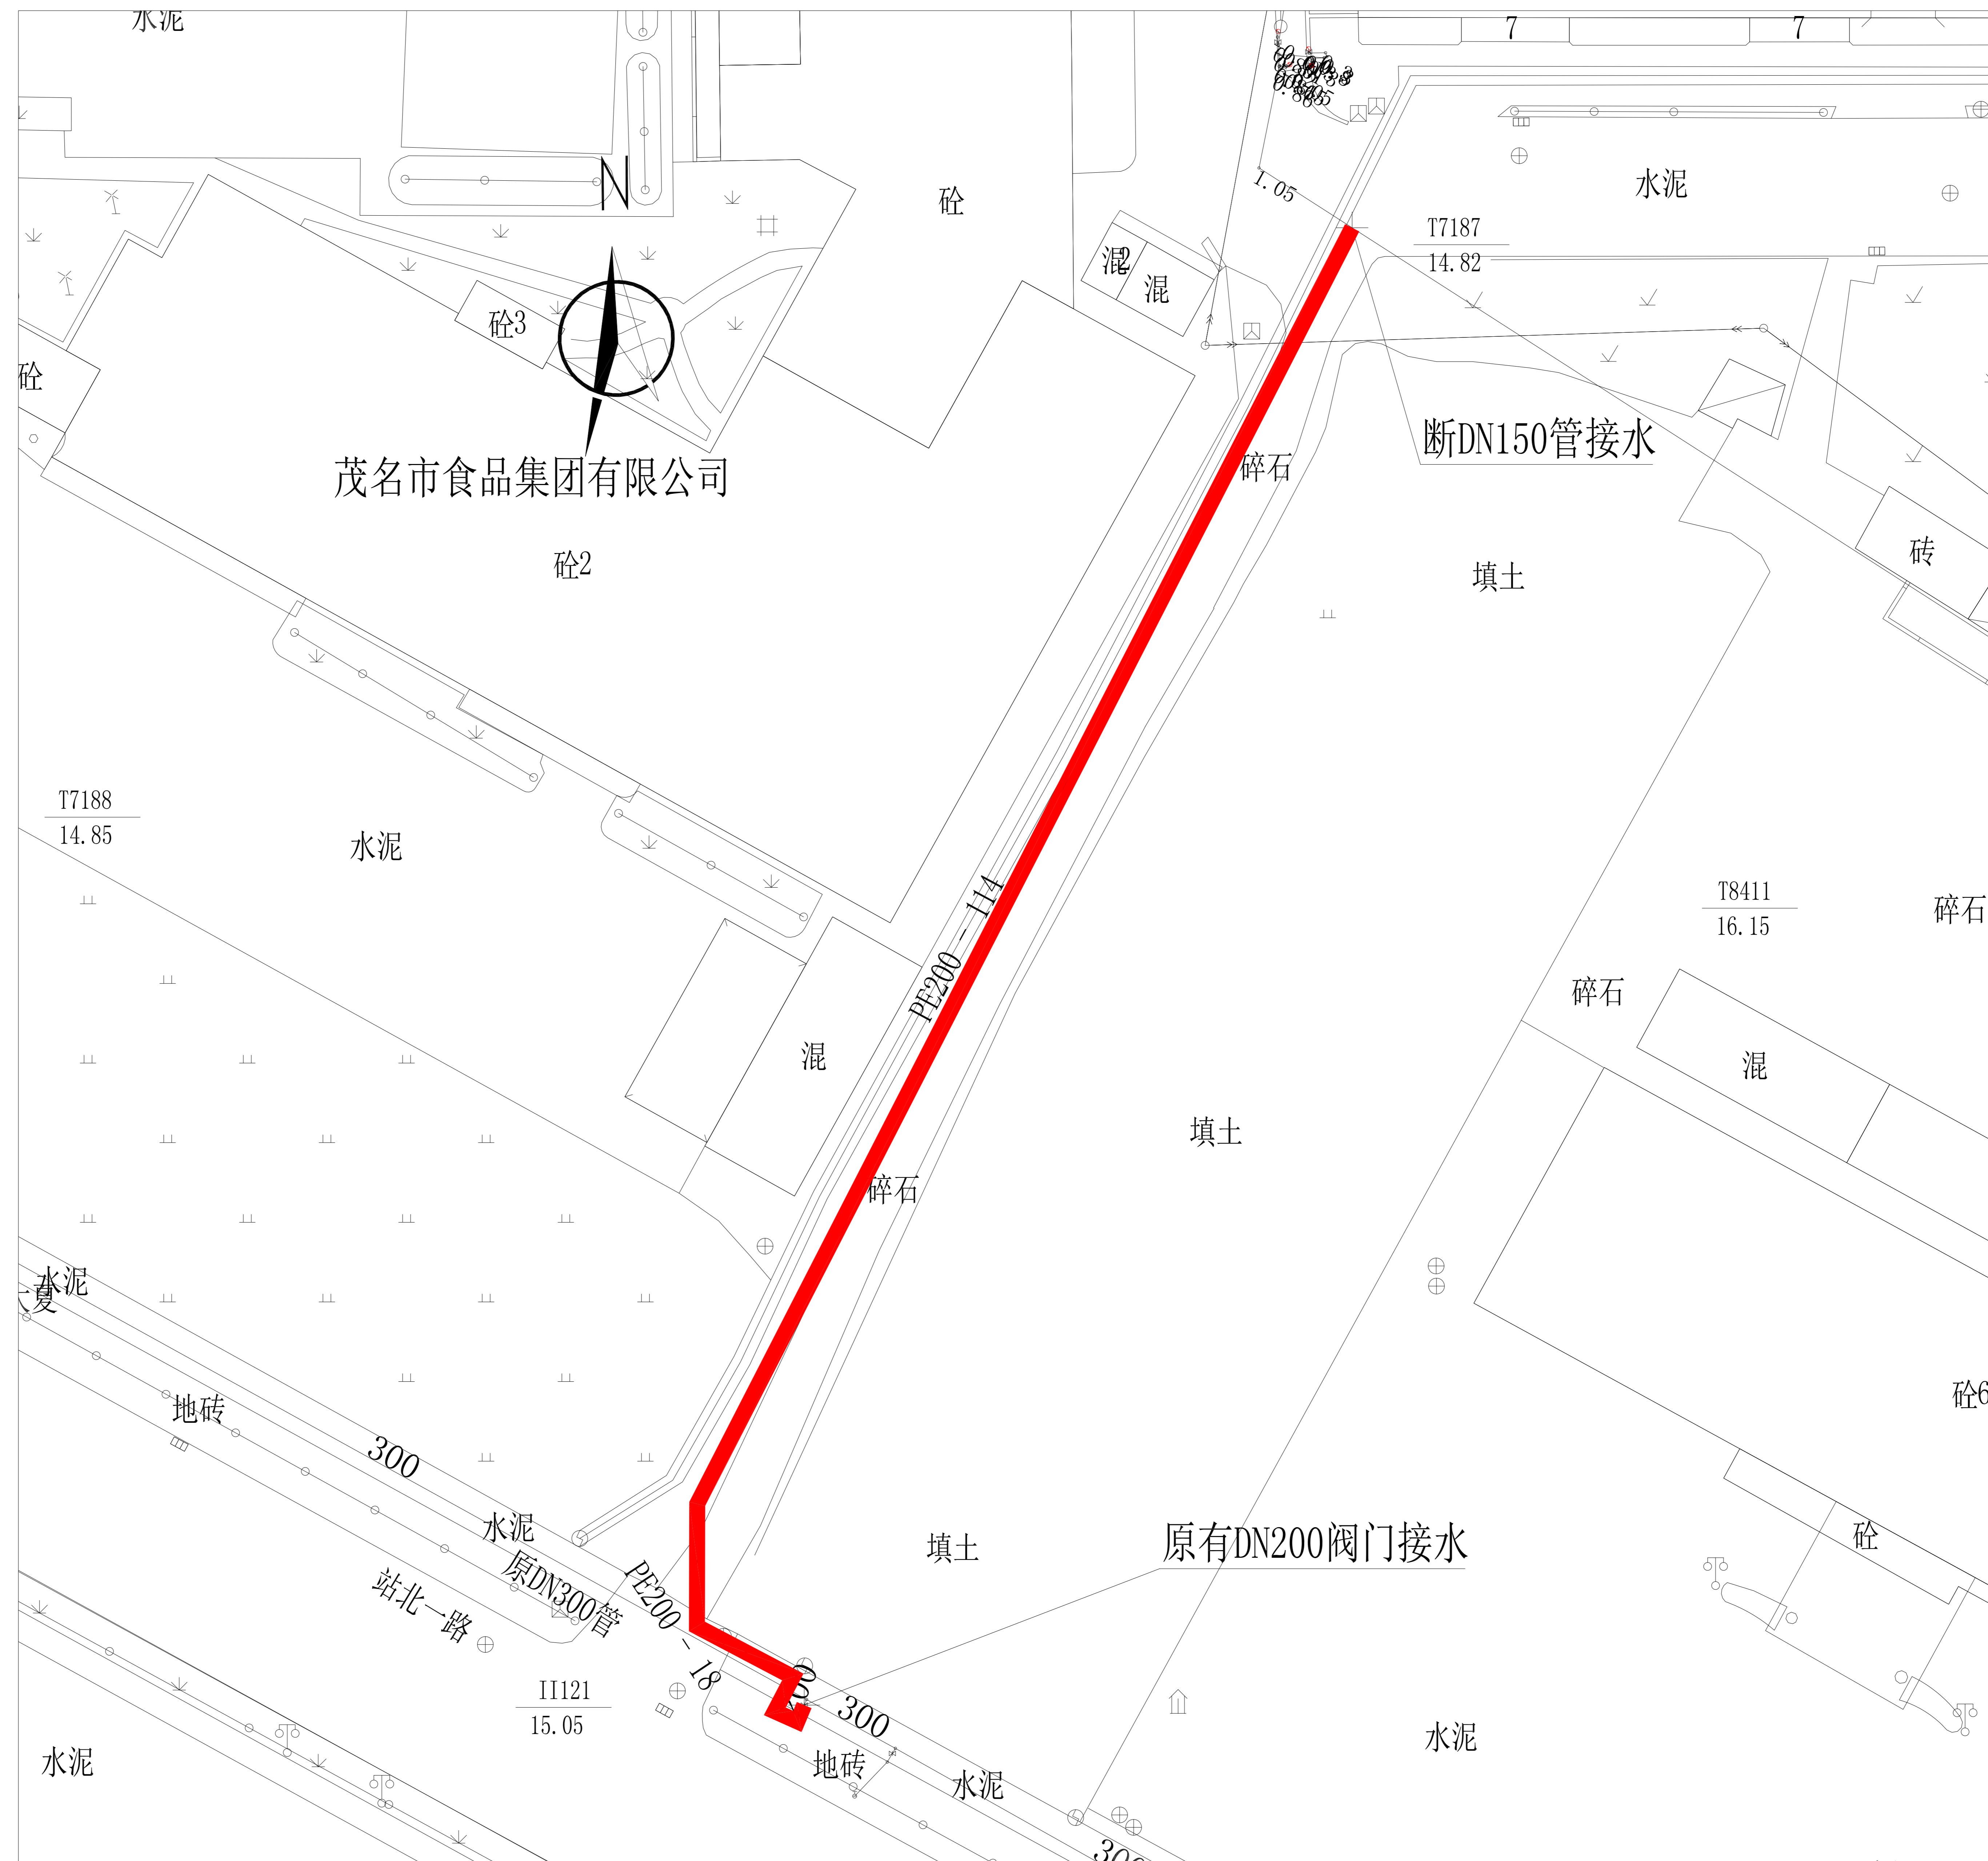 水泥
7
7
N
砼
1.05
水泥
T7187
14.82
混
2
混
砼3
砼
断DN150管接水
碎石
茂名市食品集团有限公司
砼2
填土
砖
T7188
14.85
水泥
PE200 - 114
T8411
16.15
碎石
碎石
混
混
填土
碎石
水泥
夏
地砖
砼6
300
水泥
原DN300管
站北一路
填土
原有DN200阀门接水
砼
PE200 - 18
II121
15.05
300
水泥
水泥
地砖
水泥
300